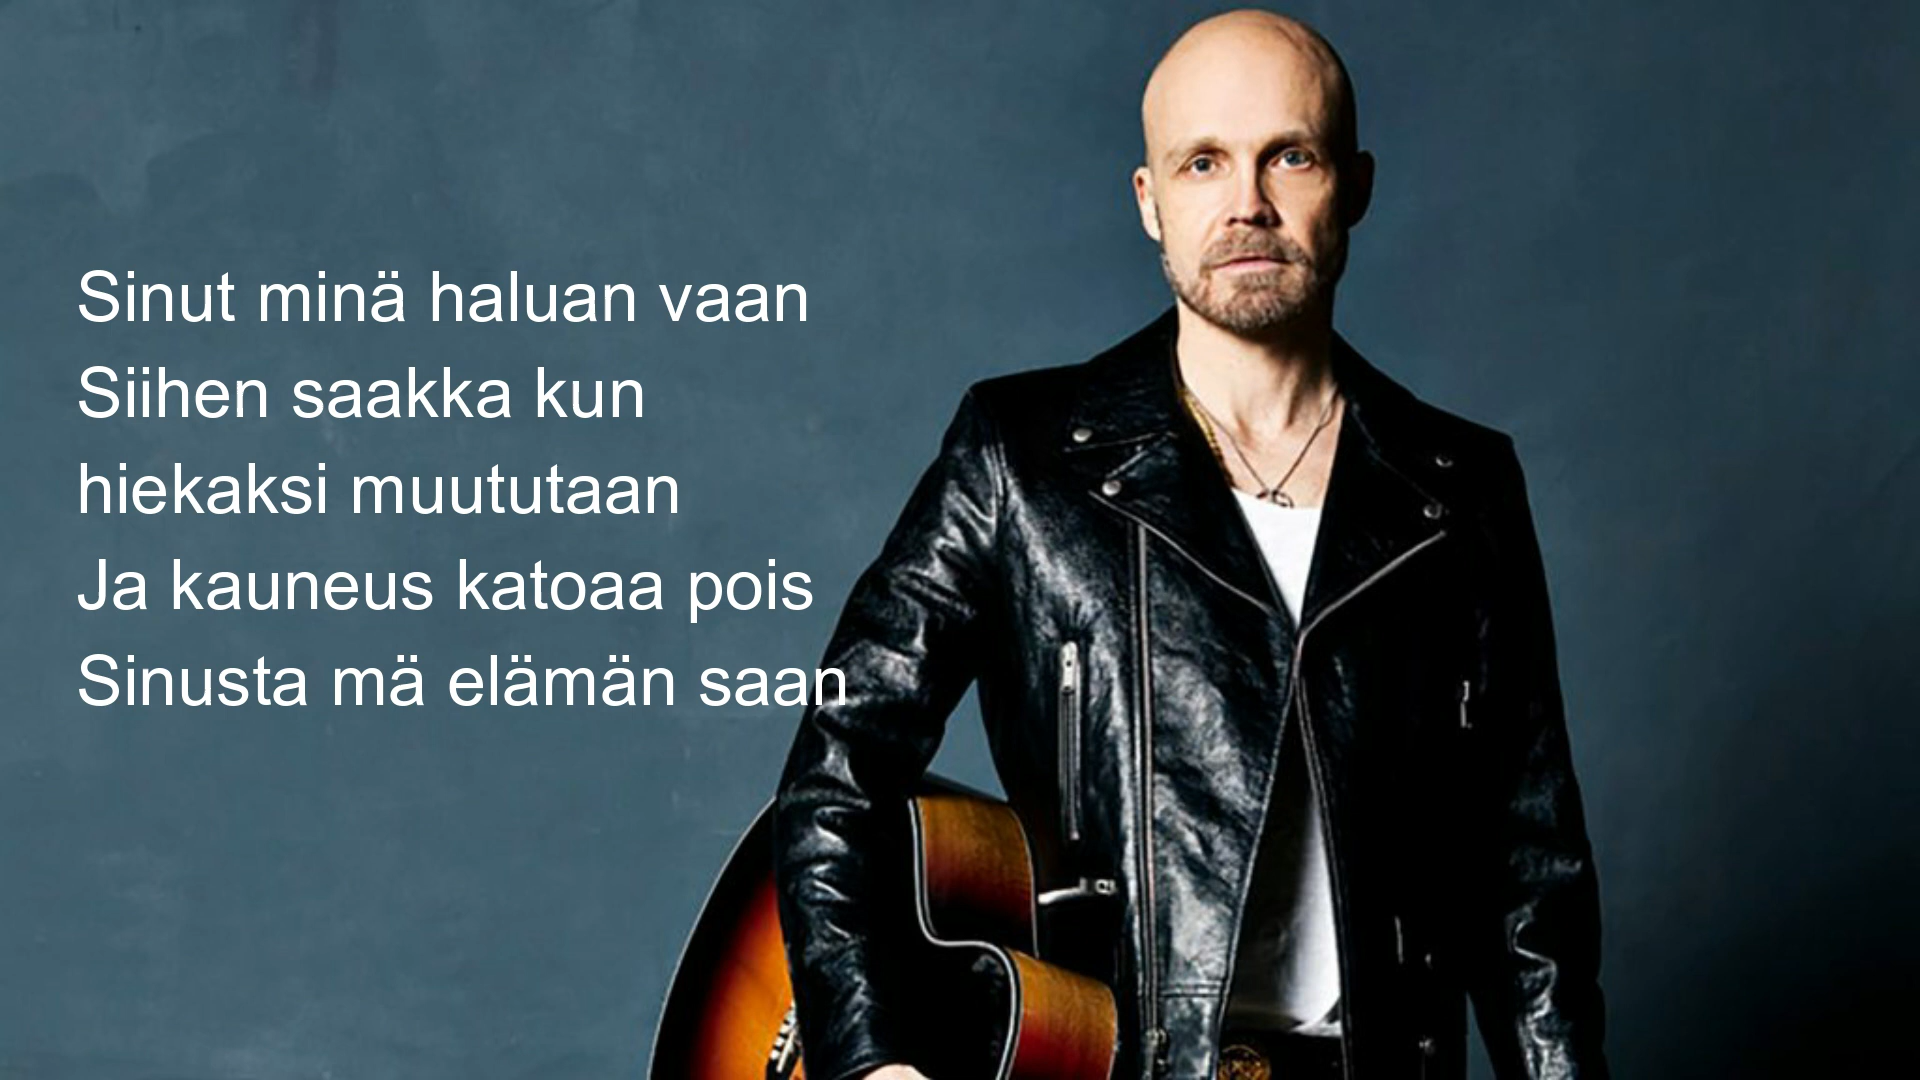 Sinut minä haluan vaan
Siihen saakka kun
hiekaksi muututaan
Ja kauneus katoaa pois
Sinusta mä elämän saan